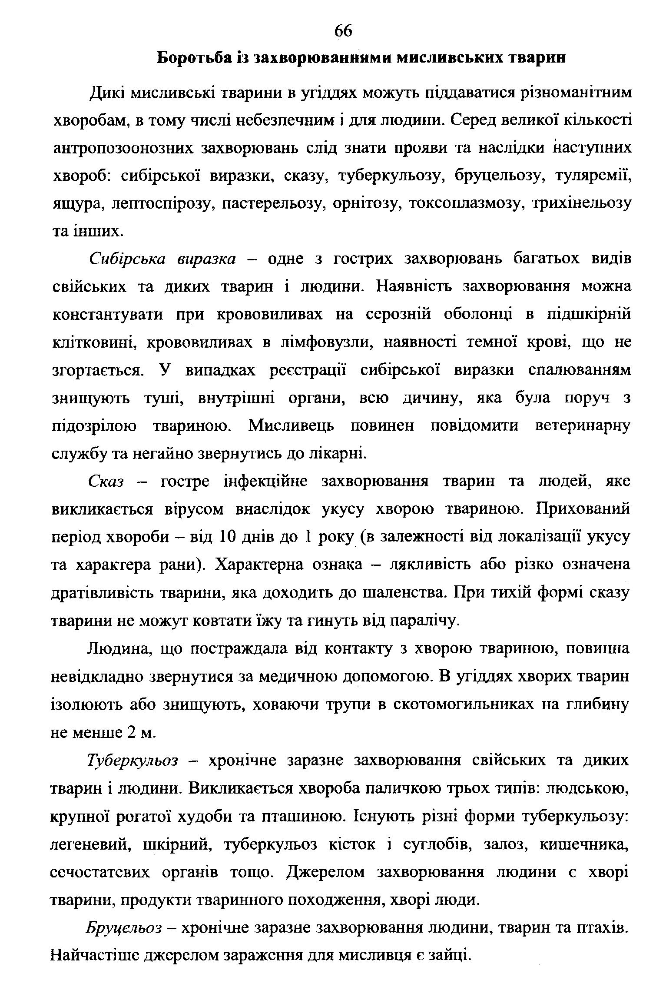 66
Боротьба із захворюваннями мисливських тварин
Дикі мисливські тварини в угіддях можуть піддаватися різноманітним
хворобам, в тому числі небезпечним і для людини. Серед великої кількості
антропозоонозних захворювань слід знати прояви та наслідки наступних
хвороб: сибірської виразки, сказу, туберкульозу, бруцельозу, туляремії,
ящура, лептоспірозу, пастерельозу, орнітозу, токсоплазмозу, трихінельозу
та інших.
Сибірська виразка – одне з гострих захворювань багатьох видів
свійських та диких тварин і людини. Наявність захворювання можна
константувати при крововиливах на серозній оболонці в підшкірній
клітковині, крововиливах в лімфовузли, наявності темної крові, що не
згортається. У випадках реєстрації сибірської виразки спалюванням
знищують туші, внутрішні органи, всю дичину, яка була поруч з
підозрілою твариною. Мисливець повинен повідомити ветеринарну
службу та негайно звернутись до лікарні.
Сказ – гостре інфекційне захворювання тварин та людей, яке
викликається вірусом внаслідок укусу хворою твариною. Прихований
період хвороби – від 10 днів до 1 року (в залежності від локалізації укусу
та характера рани). Характерна ознака – лякливість або різко означена
дратівливість тварини, яка доходить до шаленства. При тихій формі сказу
тварини не можут ковтати їжу та гинуть від паралічу.
Людина, що постраждала від контакту з хворою твариною, повинна
невідкладно звернутися за медичною допомогою. В угіддях хворих тварин
ізолюють або знищують, ховаючи трупи в скотомогильниках на глибину
не менше 2 м.
Туберкульоз – хронічне заразне захворювання свійських та диких
тварин і людини. Викликається хвороба паличкою трьох типів: людською,
крупної рогатої худоби та пташиною. Існують різні форми туберкульозу:
легеневий, шкірний, туберкульоз кісток і суглобів, залоз, кишечника,
сечостатевих органів тощо. Джерелом захворювання людини є хворі
тварини, продукти тваринного походження, хворі люди.
Бруцельоз – хронічне заразне захворювання людини, тварин та птахів.
Найчастіше джерелом зараження для мисливця є зайці.